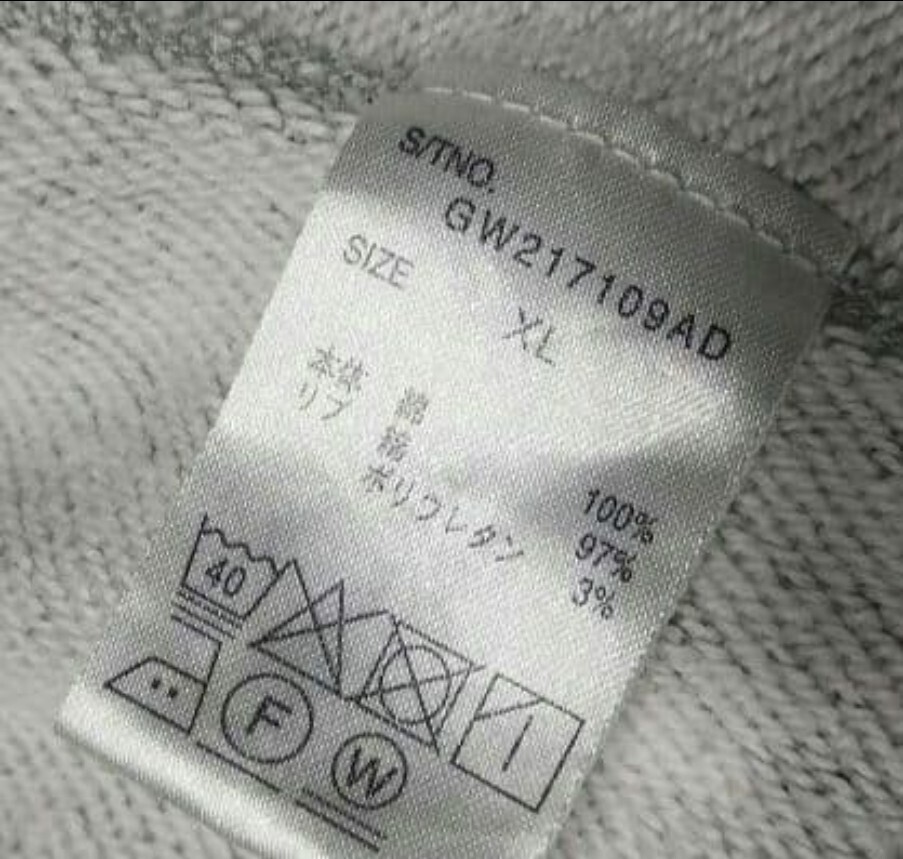 S/TNO.
GW217109AD
SIZE XL
本体 綿 100%
リブ 綿 97%
ポリウレタン 3%
40
F
W